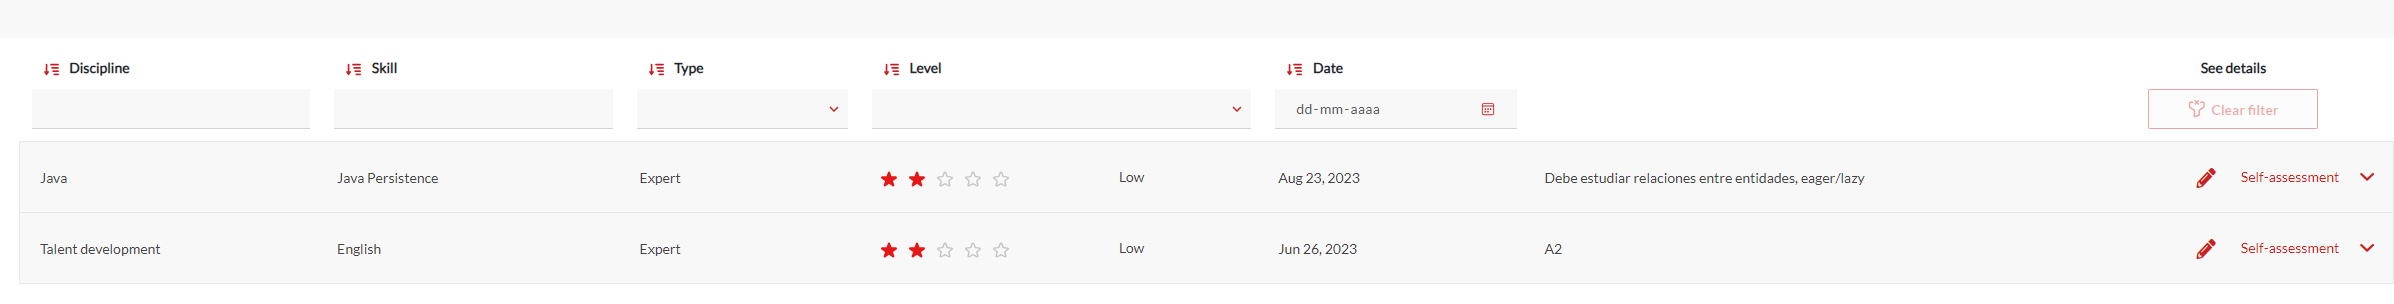 Discipline Skill Type Level Date See details
dd-mm-aaaa Clear filter
Java Java Persistence Expert Low Aug 23, 2023 Debe estudiar relaciones entre entidades, eager/lazy Self-assessment
Talent development English Expert Low Jun 26, 2023 A2 Self-assessment